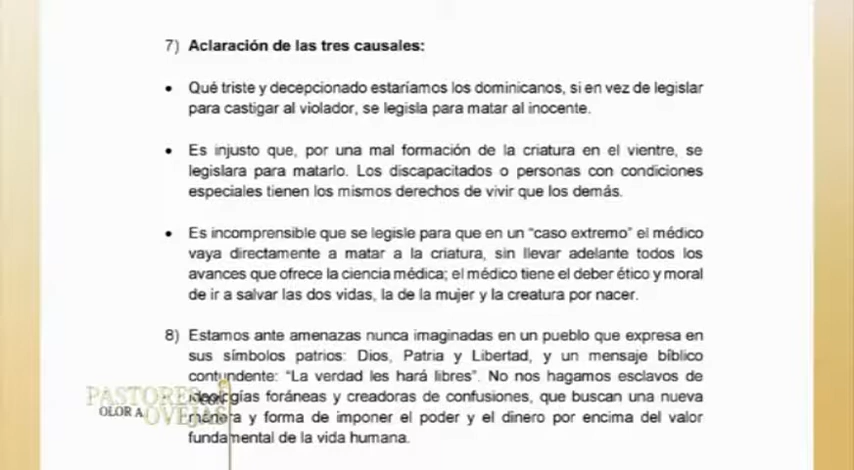 7) Aclaración de las tres causales:
• Qué triste y decepcionado estaríamos los dominicanos, si en vez de legislar
para castigar al violador, se legisla para matar al inocente.
• Es injusto que, por una mal formación de la criatura en el vientre, se
legislara para matarlo. Los discapacitados o personas con condiciones
especiales tienen los mismos derechos de vivir que los demás.
• Es incomprensible que se legisle para que en un “caso extremo” el médico
vaya directamente a matar a la criatura, sin llevar adelante todos los
avances que ofrece la ciencia médica; el médico tiene el deber ético y moral
de ir a salvar las dos vidas, la de la mujer y la creatura por nacer.
8) Estamos ante amenazas nunca imaginadas en un pueblo que expresa en
sus símbolos patrios: Dios, Patria y Libertad, y un mensaje bíblico
contundente: “La verdad les hará libres”. No nos hagamos esclavos de
ideologías foráneas y creadoras de confusiones, que buscan una nueva
manera y forma de imponer el poder y el dinero por encima del valor
fundamental de la vida humana.
PASTORES CON
OLOR A OVEJAS